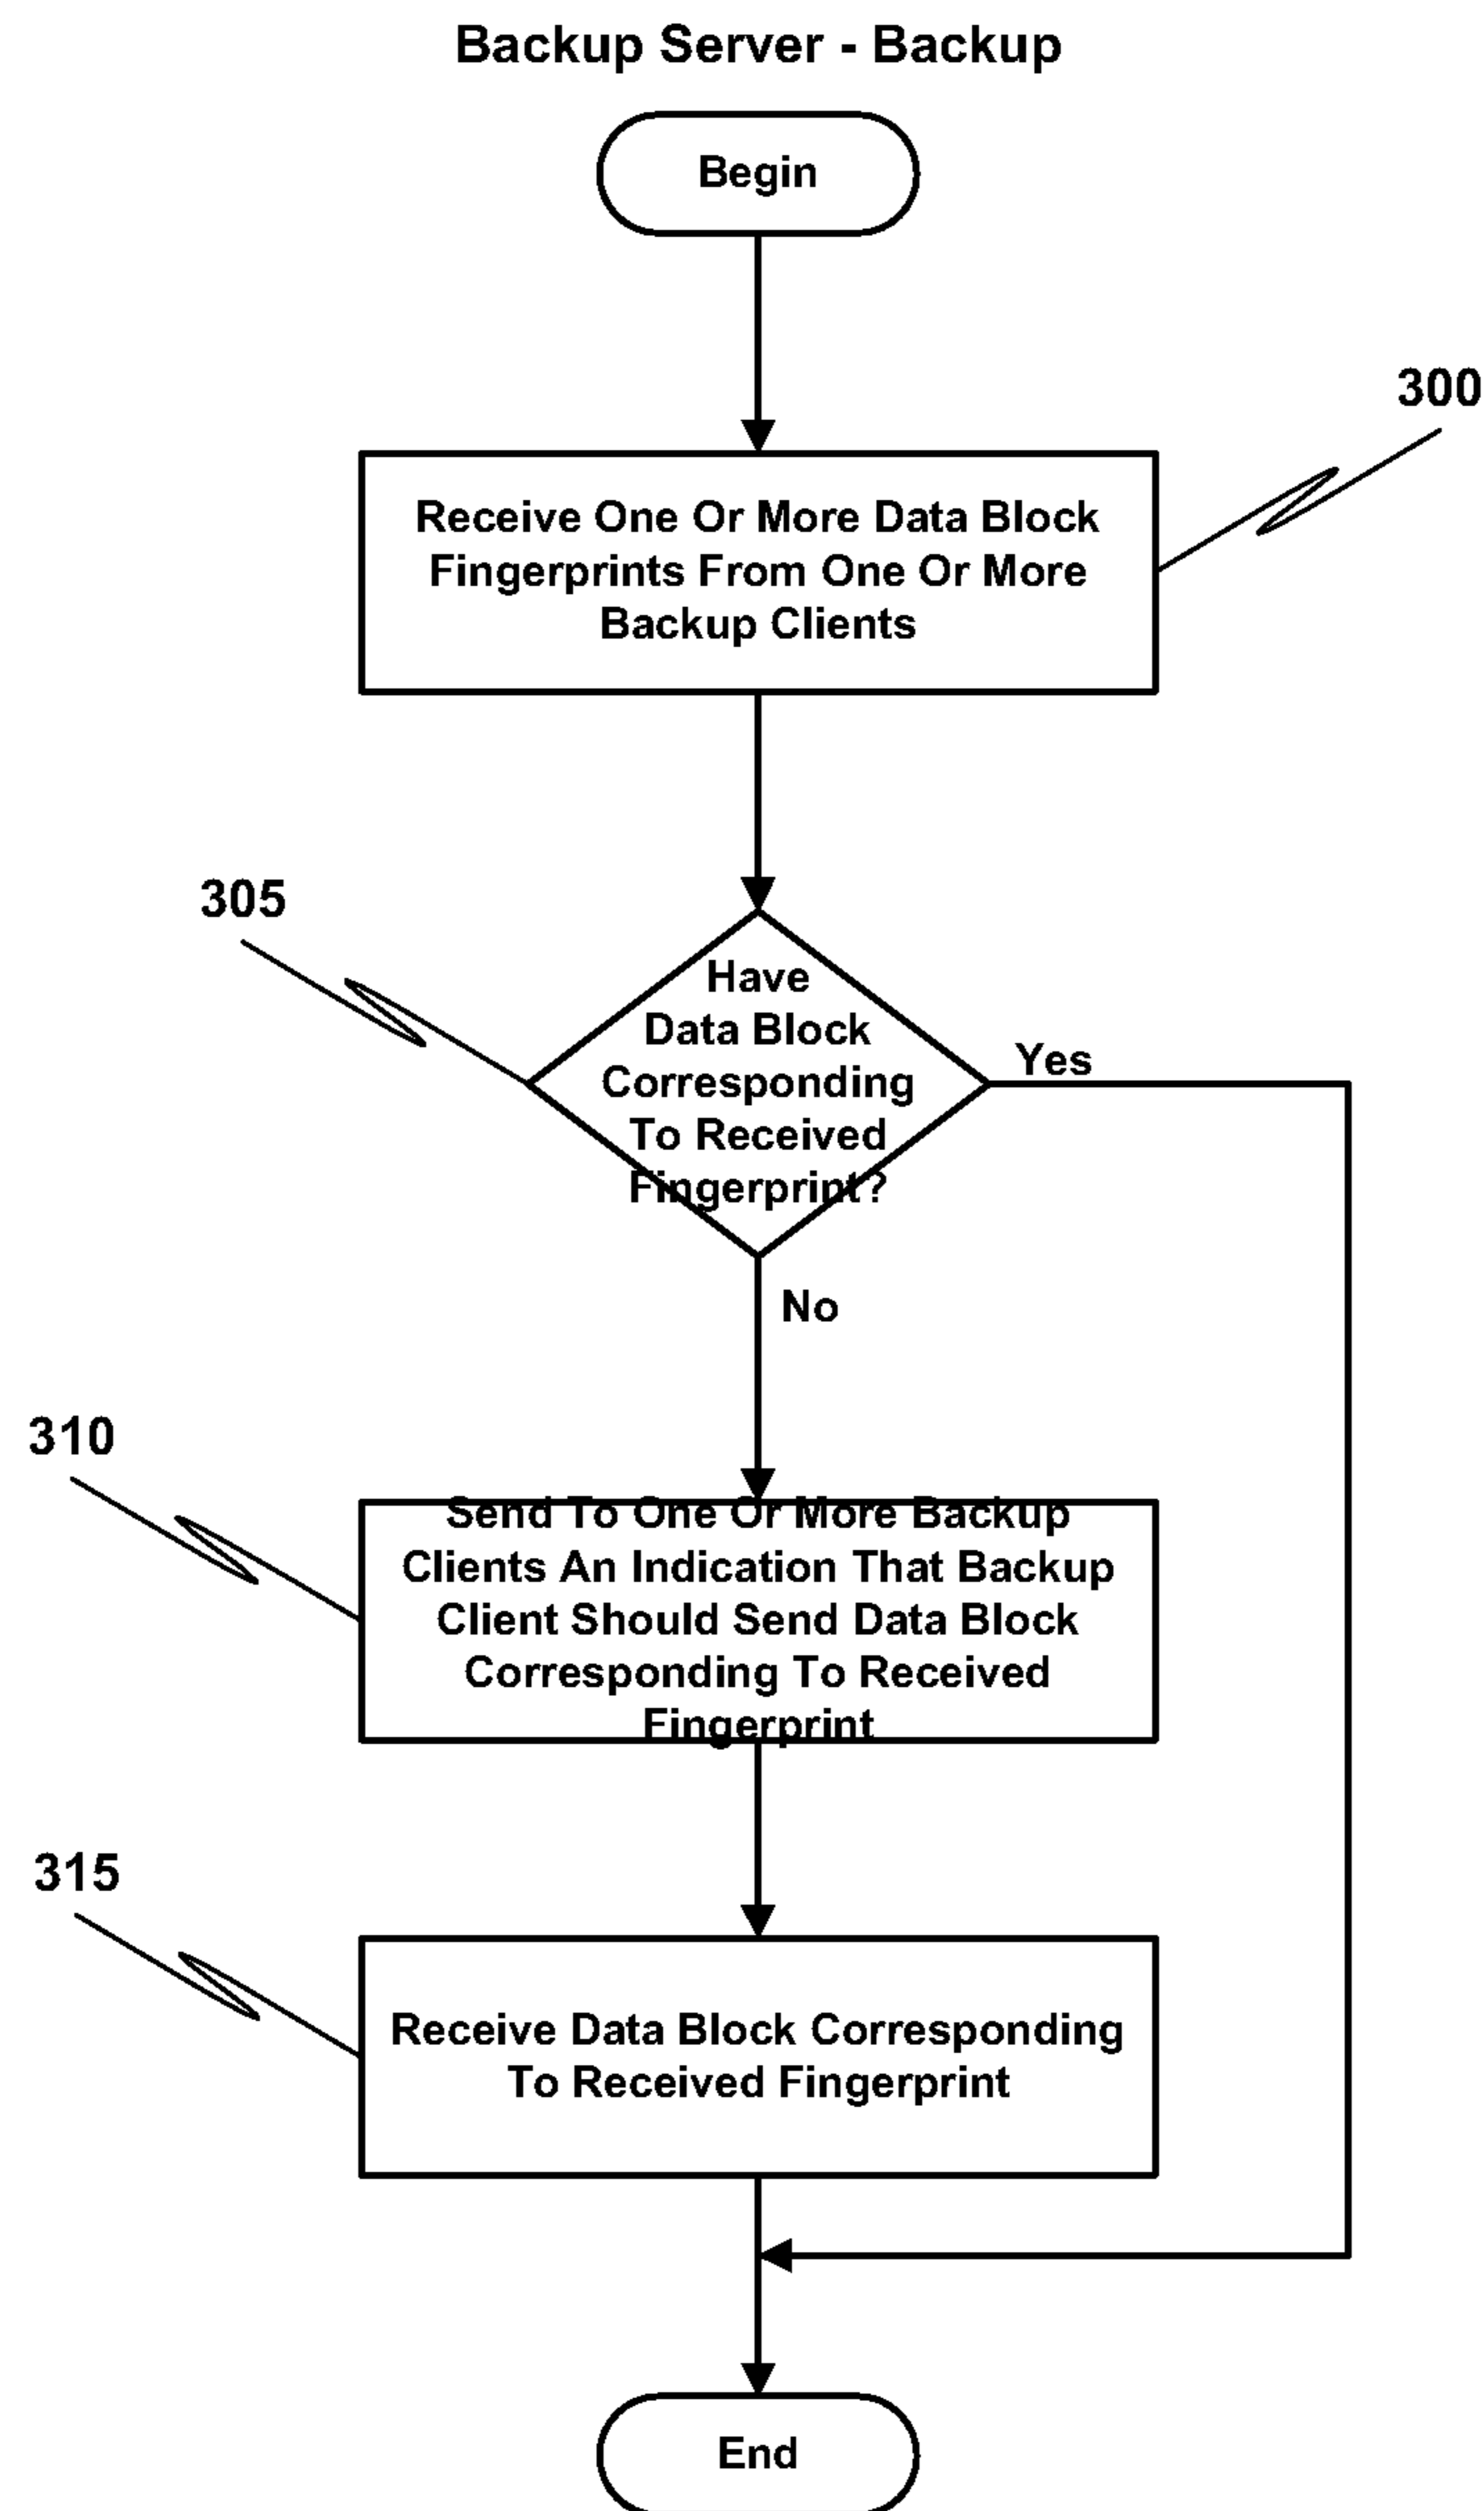 Backup Server - Backup
Begin
300
Receive One Or More Data Block
Fingerprints From One Or More
Backup Clients
305
Have
Data Block
Corresponding
To Received
Fingerprint?
Yes
No
310
Send To One Or More Backup
Clients An Indication That Backup
Client Should Send Data Block
Corresponding To Received
Fingerprint
315
Receive Data Block Corresponding
To Received Fingerprint
End